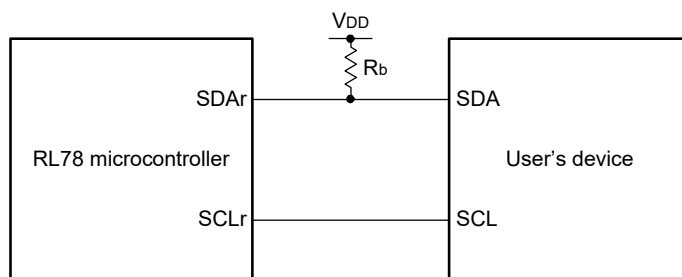 VDD
Rb
SDAr
SDA
RL78 microcontroller
User's device
SCLr
SCL